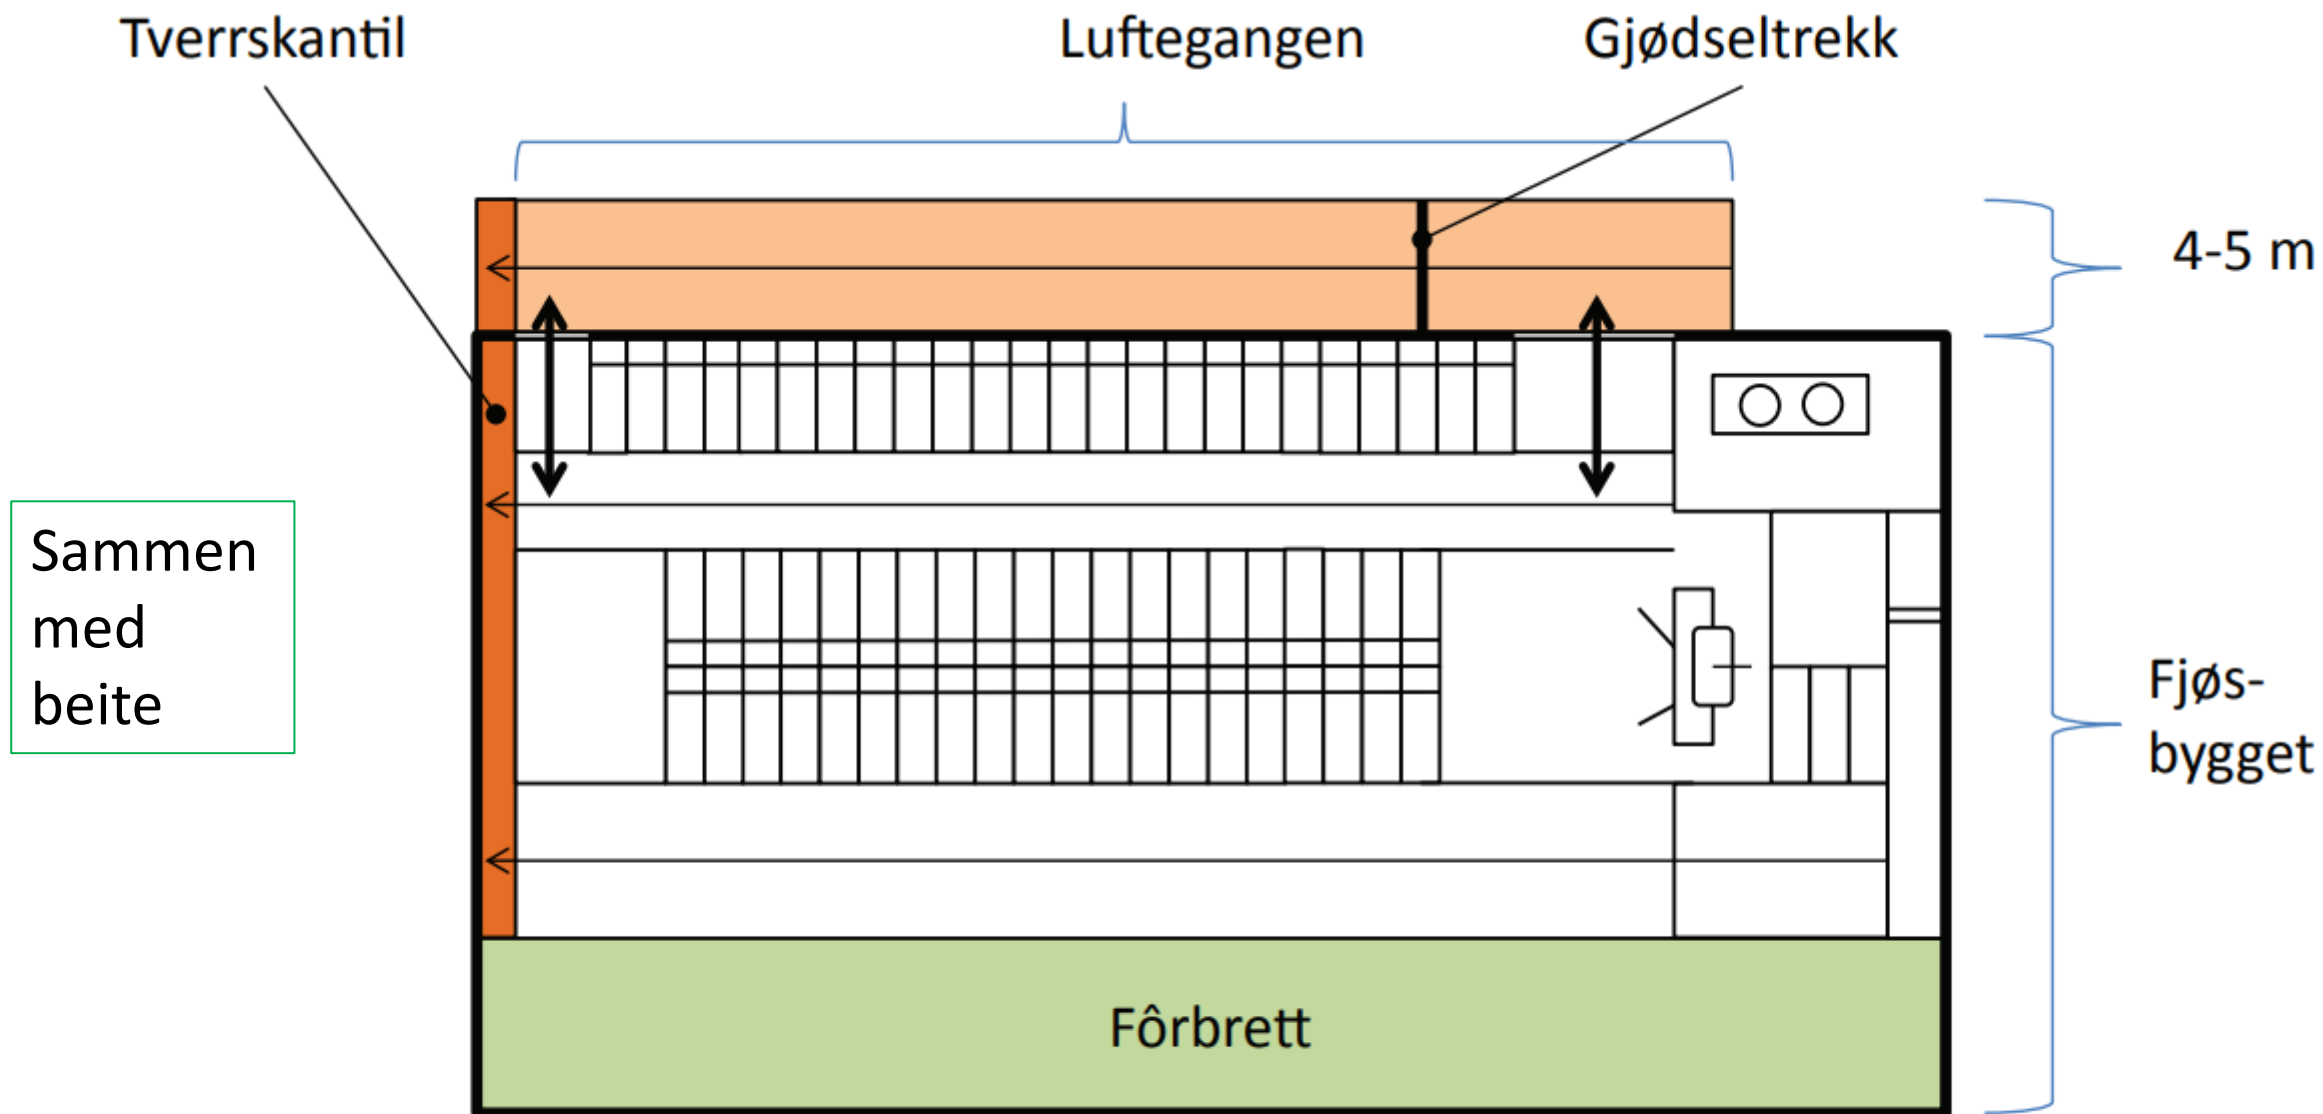 Tverrskantil
Luftegangen
Gjødseltrekk
4-5 m
Sammen
med
beite
Fjøs-
bygget
Fôrbrett